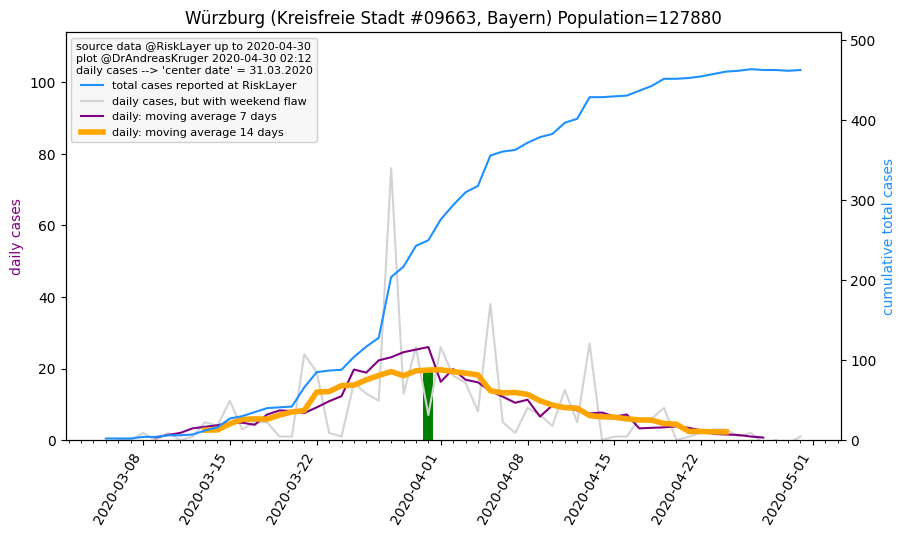 Würzburg (Kreisfreie Stadt #09663, Bayern) Population=127880
source data @RiskLayer up to 2020-04-30
plot @DrAndreasKruger 2020-04-30 02:12
daily cases --> 'center date' = 31.03.2020
total cases reported at RiskLayer
daily cases, but with weekend flaw
daily: moving average 7 days
daily: moving average 14 days
daily cases
0
20
40
60
80
100
cumulative total cases
0
100
200
300
400
500
2020-03-08
2020-03-15
2020-03-22
2020-04-01
2020-04-08
2020-04-15
2020-04-22
2020-05-01